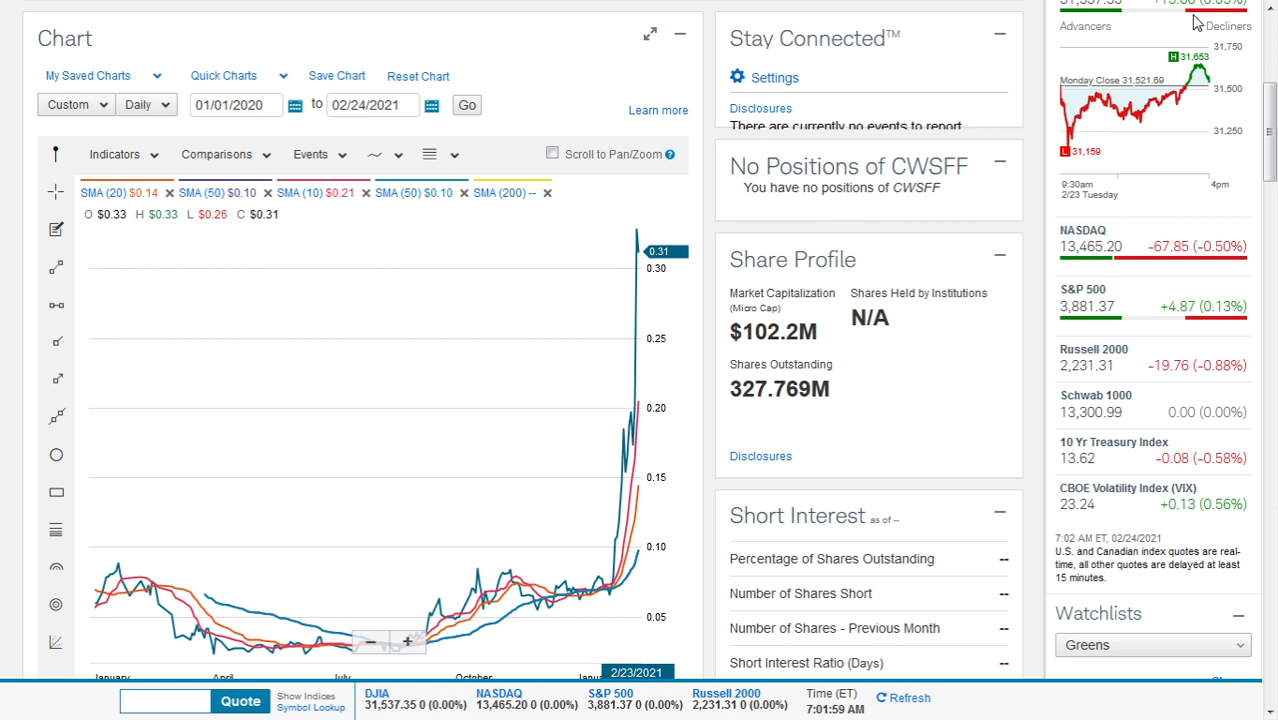 Chart
My Saved Charts Quick Charts Save Chart Reset Chart
Custom Daily 01/01/2020 to 02/24/2021 Go
Learn more
Indicators Comparisons Events Scroll to Pan/Zoom ?
SMA (20) $0.14 SMA (50) $0.10 SMA (10) $0.21 SMA (50) $0.10 SMA (200) --
O $0.33 H $0.33 L $0.26 C $0.31
0.31
0.30
0.25
0.20
0.15
0.10
0.05
− +
January April July October
2/23/2021
Stay Connected™
Settings
Disclosures
There are currently no events to report
No Positions of CWSFF
You have no positions of CWSFF
Share Profile
Market Capitalization Shares Held by Institutions
(Micro Cap)
$102.2M N/A
Shares Outstanding
327.769M
Disclosures
Short Interest as of --
Percentage of Shares Outstanding --
Number of Shares Short --
Number of Shares - Previous Month --
Short Interest Ratio (Days) --
Advancers Decliners
31,750
H 31,653
Monday Close 31,521.69
31,500
31,250
L 31,159
9:30am 4pm
2/23 Tuesday
NASDAQ
13,465.20 -67.85 (-0.50%)
S&P 500
3,881.37 +4.87 (0.13%)
Russell 2000
2,231.31 -19.76 (-0.88%)
Schwab 1000
13,300.99 0.00 (0.00%)
10 Yr Treasury Index
13.62 -0.08 (-0.58%)
CBOE Volatility Index (VIX)
23.24 +0.13 (0.56%)
7:02 AM ET, 02/24/2021
U.S. and Canadian index quotes are real-
time, all other quotes are delayed at least
15 minutes.
Watchlists
Greens
Quote
Show Indices
Symbol Lookup
DJIA NASDAQ S&P 500 Russell 2000 Time (ET)
31,537.35 0 (0.00%) 13,465.20 0 (0.00%) 3,881.37 0 (0.00%) 2,231.31 0 (0.00%) 7:01:59 AM
Refresh